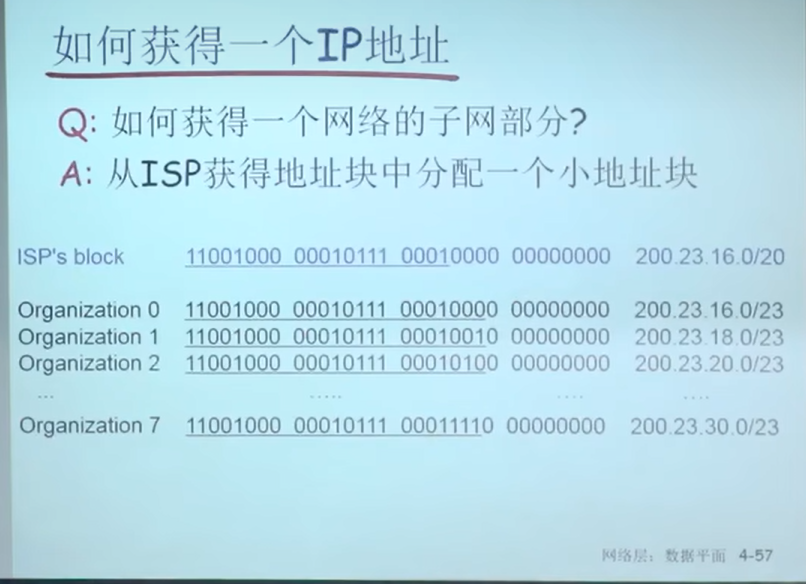 如何获得一个IP地址
Q: 如何获得一个网络的子网部分?
A: 从ISP获得地址块中分配一个小地址块
ISP's block 11001000 00010111 00010000 00000000 200.23.16.0/20
Organization 0 11001000 00010111 00010000 00000000 200.23.16.0/23
Organization 1 11001000 00010111 00010010 00000000 200.23.18.0/23
Organization 2 11001000 00010111 00010100 00000000 200.23.20.0/23
... ..... .... ....
Organization 7 11001000 00010111 00011110 00000000 200.23.30.0/23
网络层：数据平面 4-57